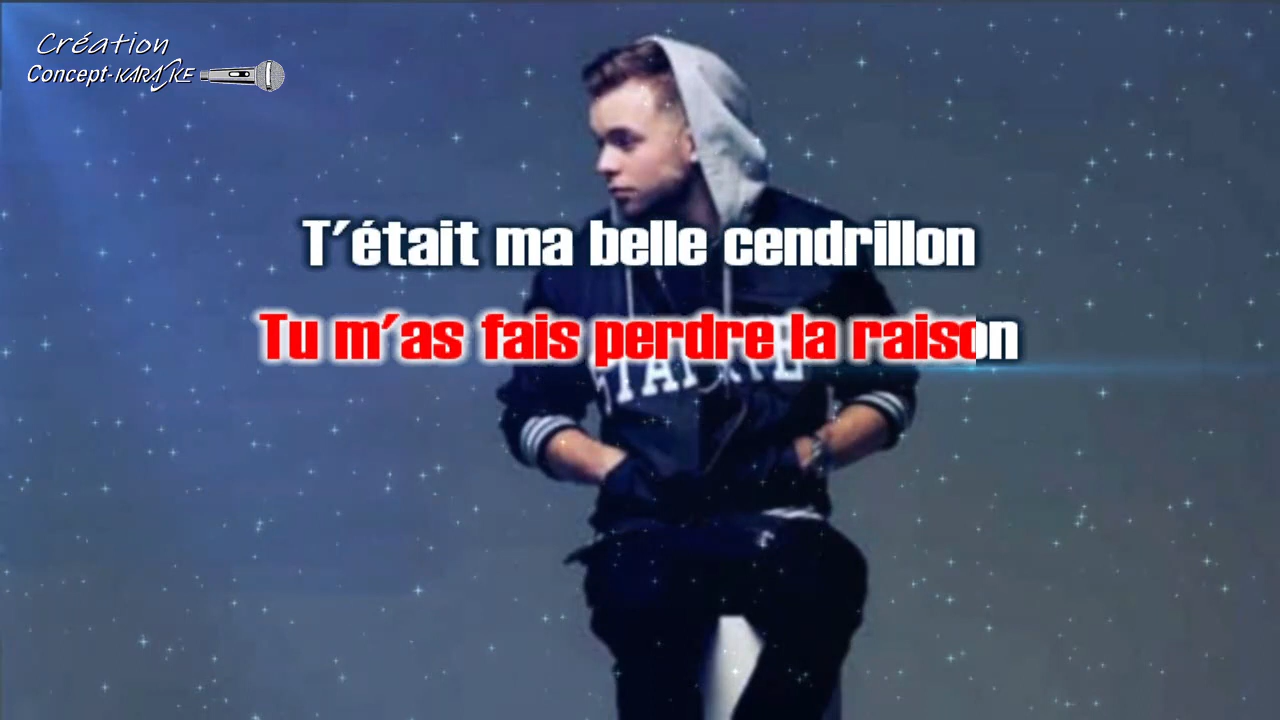 Création
Concept-KARAOKE
T'était ma belle cendrillon
Tu m'as fais perdre la raison